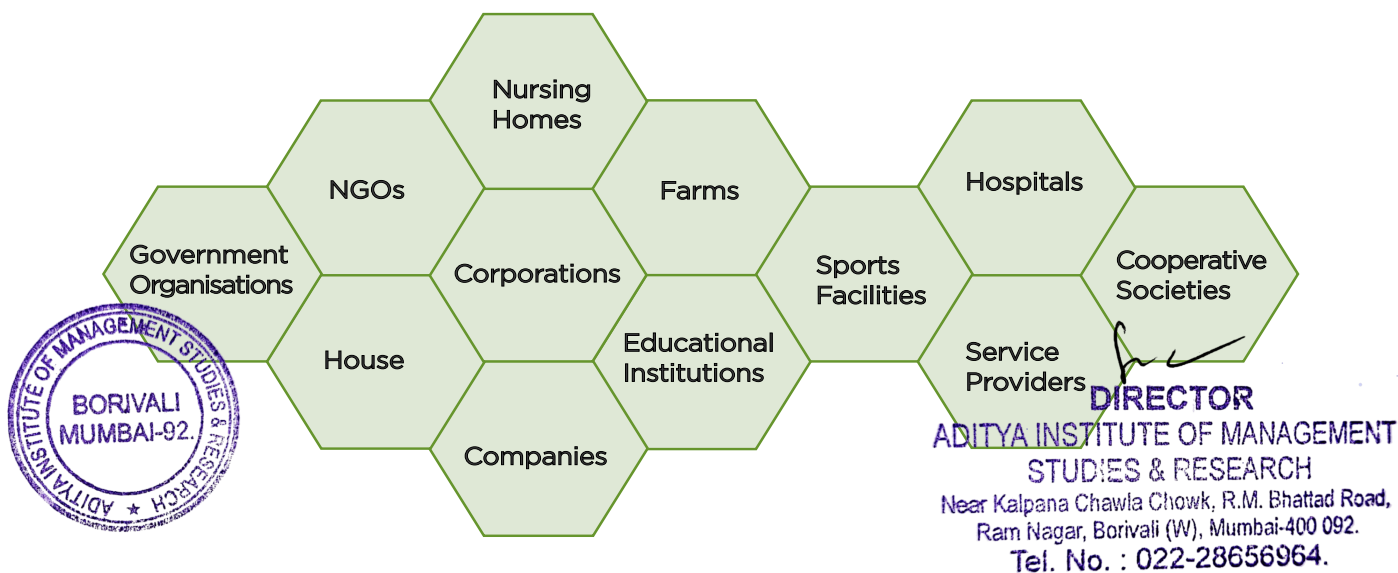 Nursing
Homes
NGOs
Farms
Hospitals
Government
Organisations
Corporations
Sports
Facilities
Cooperative
Societies
House
Educational
Institutions
Service
Providers
Companies
ADITYA INSTITUTE OF MANAGEMENT STUDIES & RESEARCH ★
BORIVALI
MUMBAI-92.
DIRECTOR
ADITYA INSTITUTE OF MANAGEMENT
STUDIES & RESEARCH
Near Kalpana Chawla Chowk, R.M. Bhattad Road,
Ram Nagar, Borivali (W), Mumbai-400 092.
Tel. No. : 022-28656964.